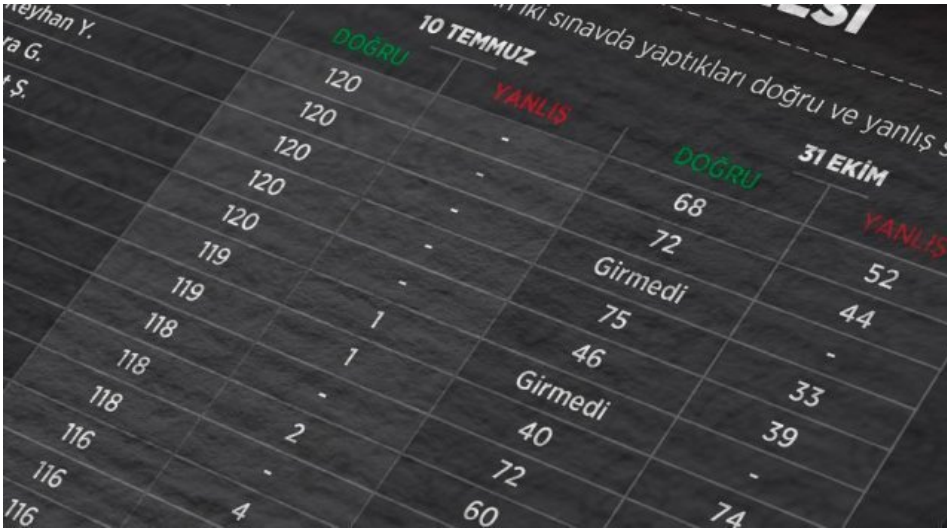 10 TEMMUZ
iki sınavda yaptıkları doğru ve yanlış
31 EKİM
DOĞRU YANLIŞ DOĞRU YANLIŞ
Reyhan Y.
ra G.
t Ş.
120 - 68 52
120 - 72 44
120 - Girmedi -
120 - 75 33
120 - 46 39
119 1 Girmedi -
119 1 40 74
118 - 72
118 2 60
118 -
116 4
116
116